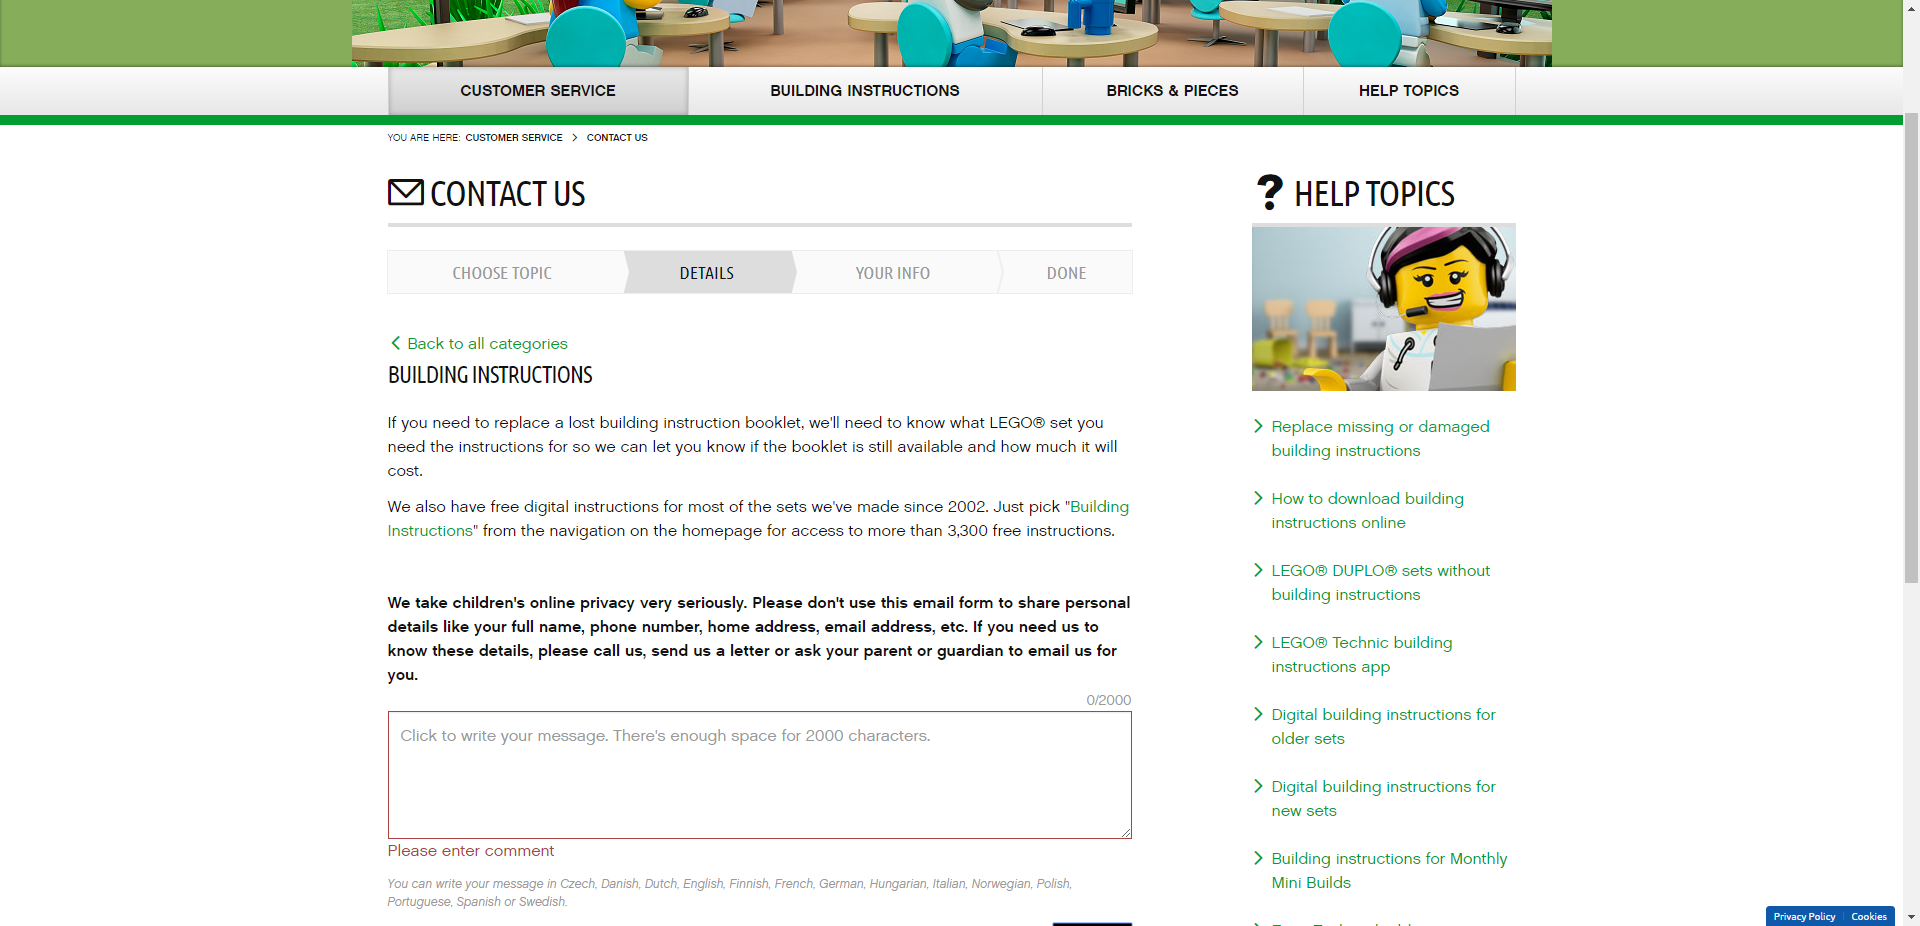 CUSTOMER SERVICE
BUILDING INSTRUCTIONS
BRICKS & PIECES
HELP TOPICS
YOU ARE HERE: CUSTOMER SERVICE > CONTACT US
CONTACT US
CHOOSE TOPIC
DETAILS
YOUR INFO
DONE
Back to all categories
BUILDING INSTRUCTIONS
If you need to replace a lost building instruction booklet, we'll need to know what LEGO® set you
need the instructions for so we can let you know if the booklet is still available and how much it will
cost.
We also have free digital instructions for most of the sets we've made since 2002. Just pick "Building
Instructions" from the navigation on the homepage for access to more than 3,300 free instructions.
We take children's online privacy very seriously. Please don't use this email form to share personal
details like your full name, phone number, home address, email address, etc. If you need us to
know these details, please call us, send us a letter or ask your parent or guardian to email us for
you.
0/2000
Click to write your message. There's enough space for 2000 characters.
Please enter comment
You can write your message in Czech, Danish, Dutch, English, Finnish, French, German, Hungarian, Italian, Norwegian, Polish,
Portuguese, Spanish or Swedish.
? HELP TOPICS
Replace missing or damaged
building instructions
How to download building
instructions online
LEGO® DUPLO® sets without
building instructions
LEGO® Technic building
instructions app
Digital building instructions for
older sets
Digital building instructions for
new sets
Building instructions for Monthly
Mini Builds
Privacy Policy
Cookies